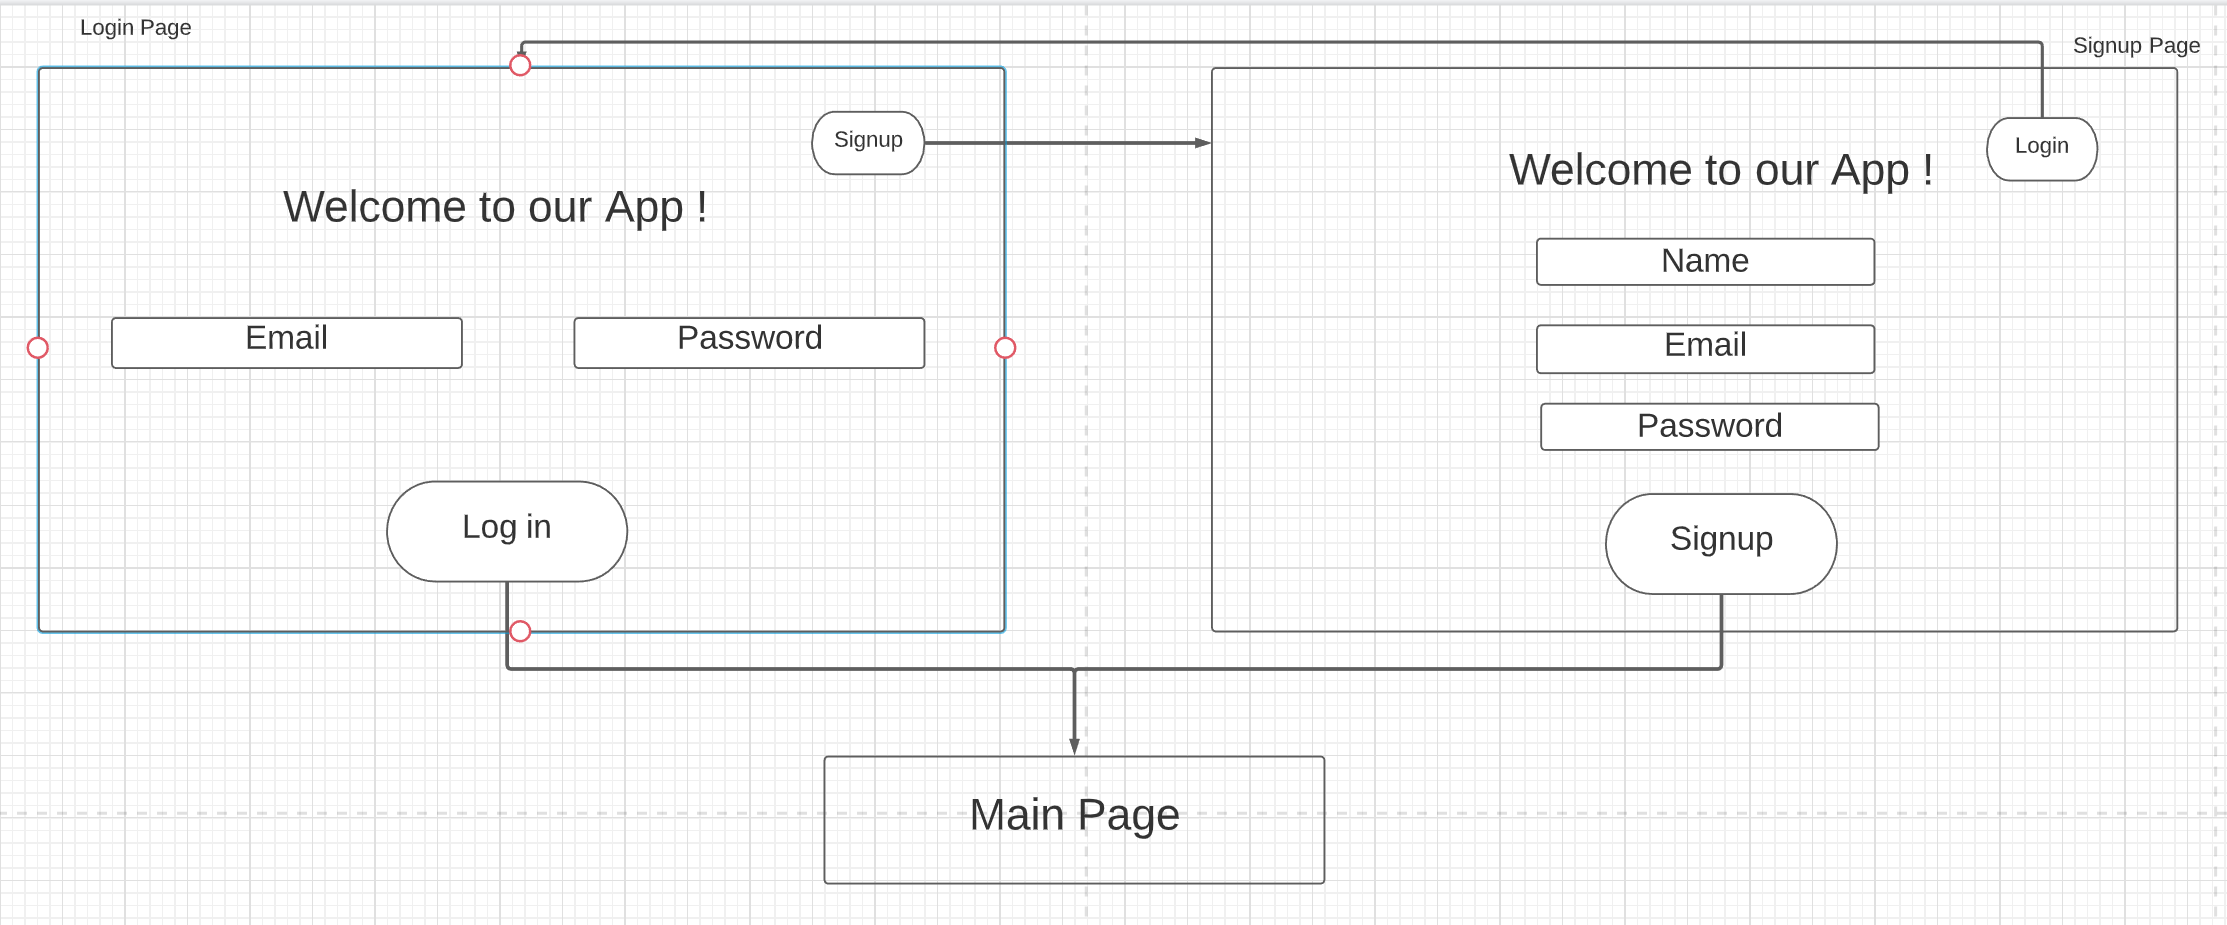 Login Page
Signup
Welcome to our App !
Email
Password
Log in
Signup Page
Login
Welcome to our App !
Name
Email
Password
Signup
Main Page